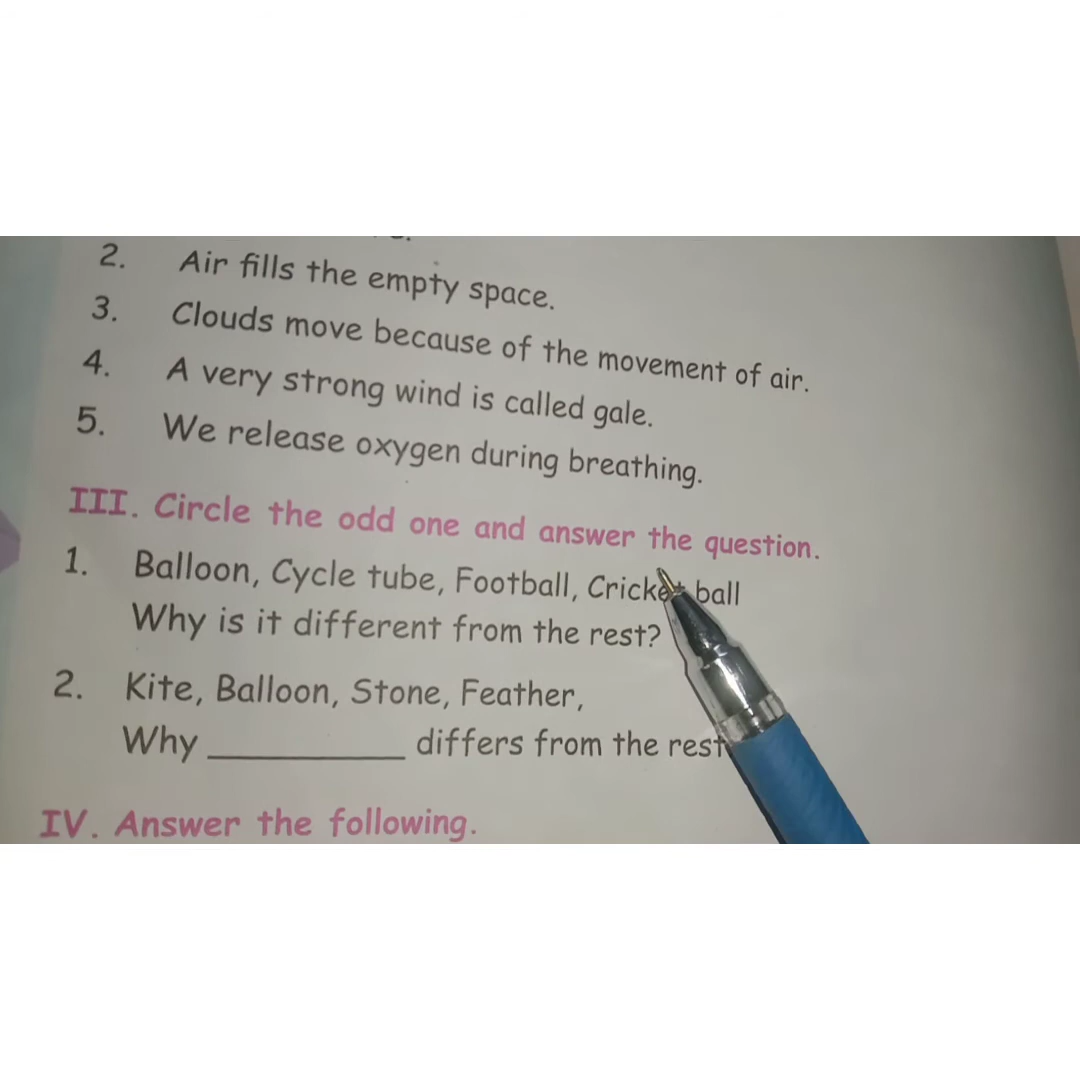 2. Air fills the empty space.
3. Clouds move because of the movement of air.
4. A very strong wind is called gale.
5. We release oxygen during breathing.
III. Circle the odd one and answer the question.
1. Balloon, Cycle tube, Football, Cricket ball
Why is it different from the rest?
2. Kite, Balloon, Stone, Feather,
Why __________ differs from the rest
IV. Answer the following.